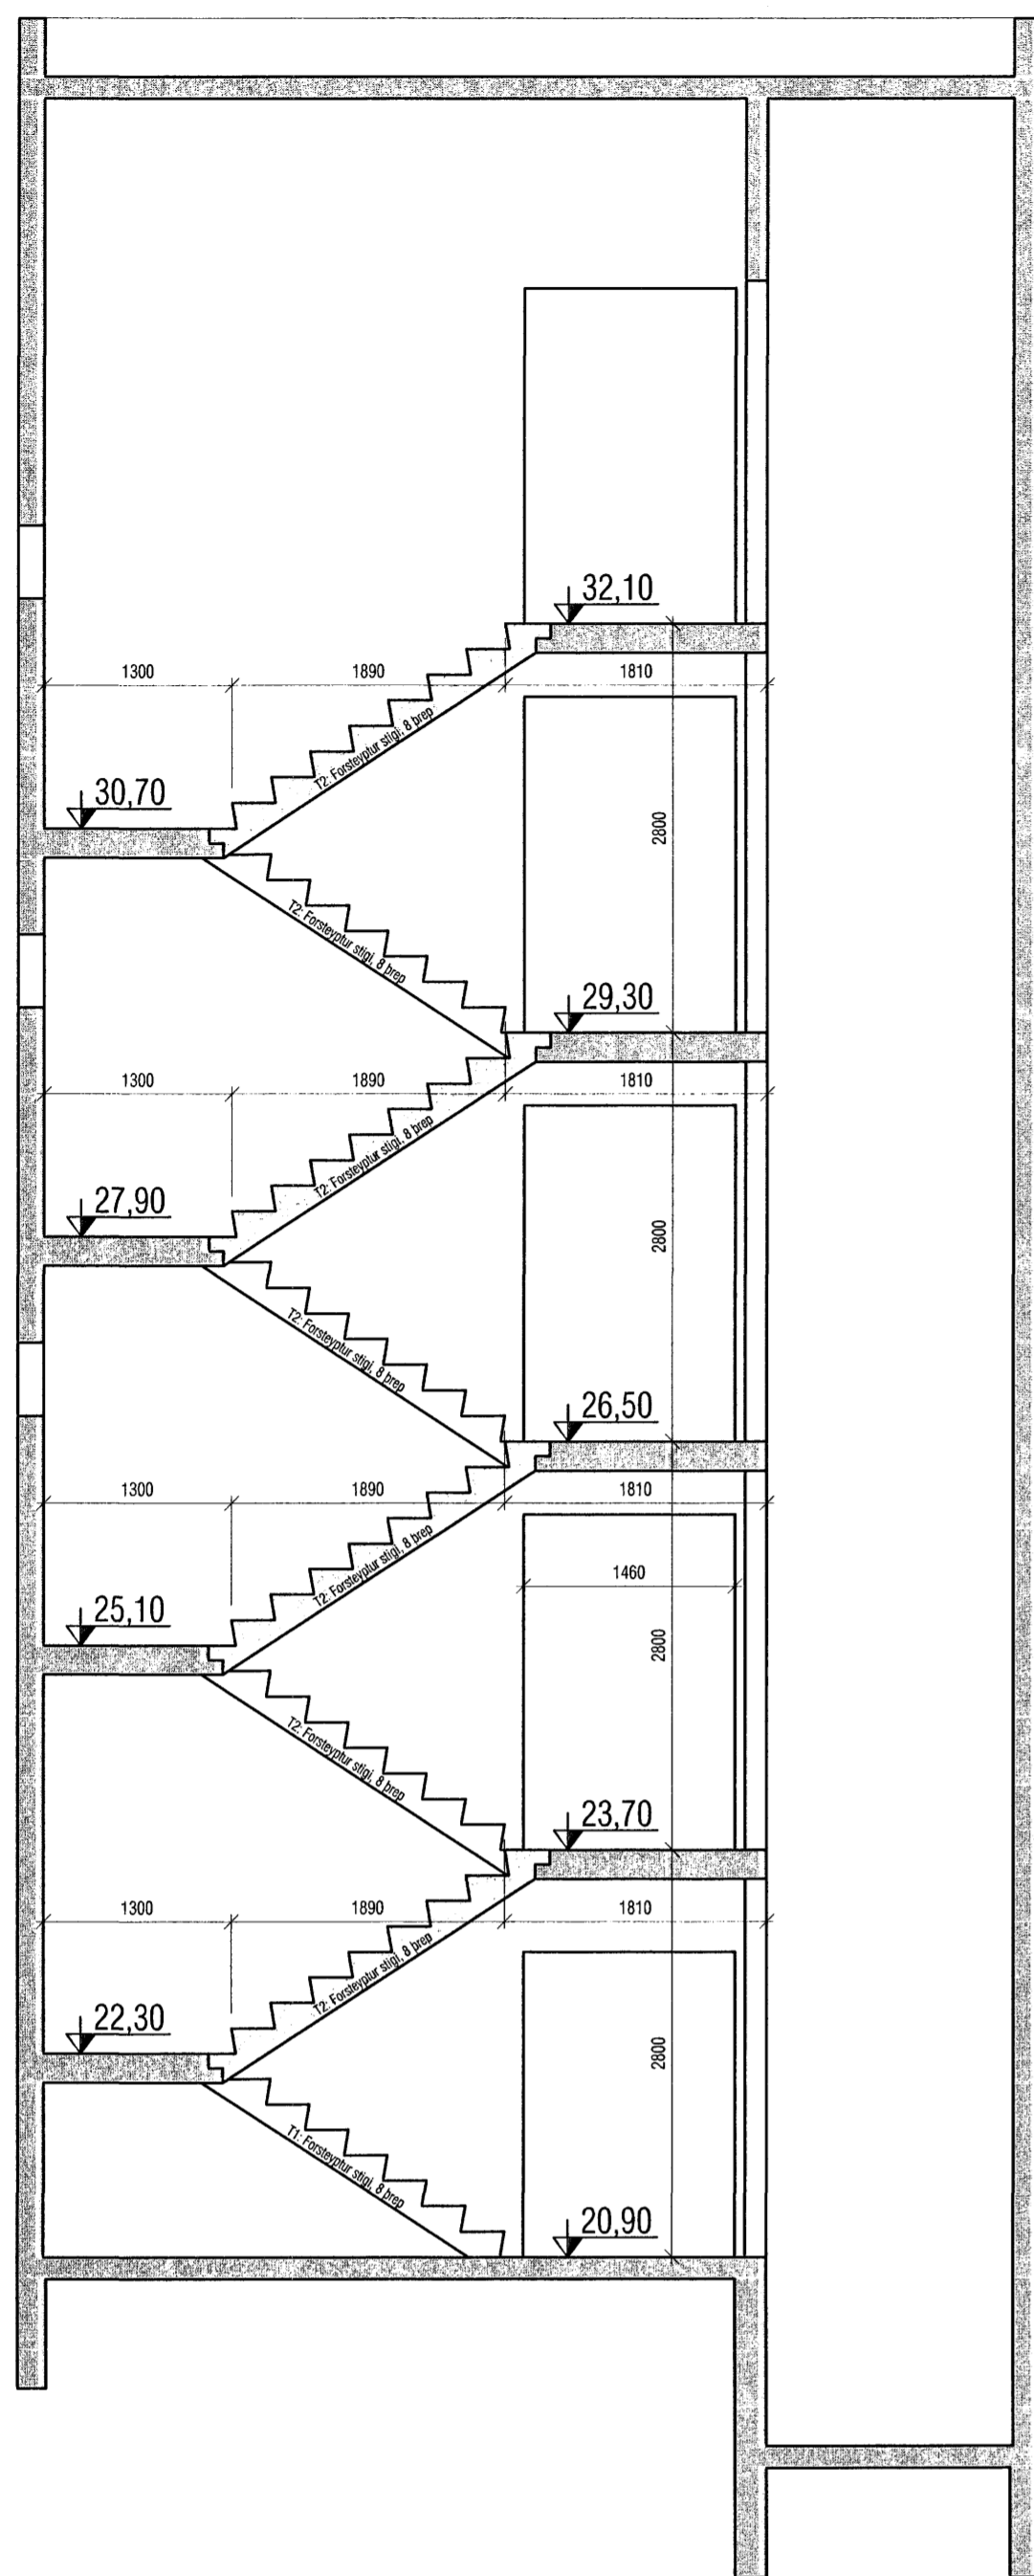 32,10
1300 1890 1810
T2: Forsteyptur stigi, 8 þrep
30,70
2800
T2: Forsteyptur stigi, 8 þrep
29,30
1300 1890 1810
T2: Forsteyptur stigi, 8 þrep
27,90
2800
T2: Forsteyptur stigi, 8 þrep
26,50
1300 1890 1810
T2: Forsteyptur stigi, 8 þrep
1460
25,10
2800
T2: Forsteyptur stigi, 8 þrep
23,70
1300 1890 1810
T2: Forsteyptur stigi, 8 þrep
22,30
2800
T1: Forsteyptur stigi, 8 þrep
20,90